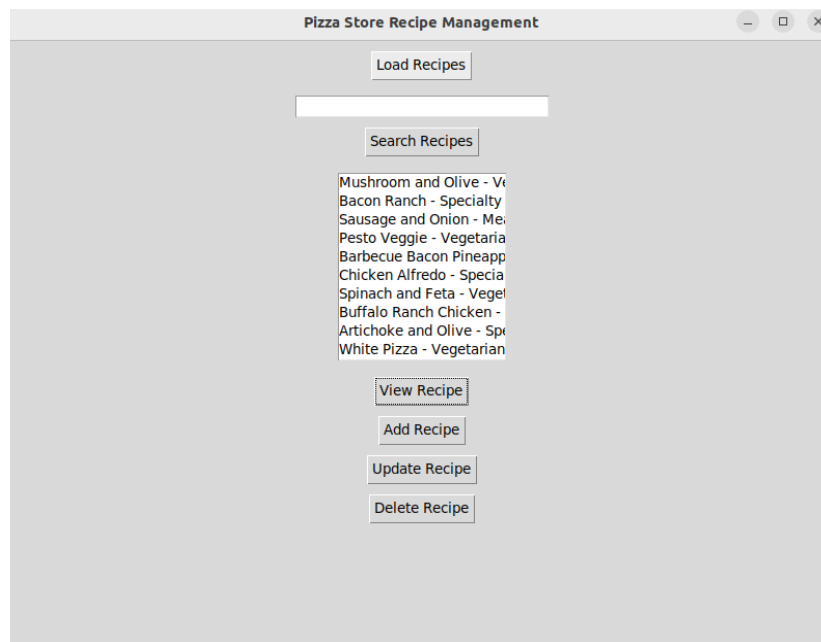 Pizza Store Recipe Management
Load Recipes
Search Recipes
Mushroom and Olive - Ve
Bacon Ranch - Specialty
Sausage and Onion - Mea
Pesto Veggie - Vegetaria
Barbecue Bacon Pineapp
Chicken Alfredo - Specia
Spinach and Feta - Veget
Buffalo Ranch Chicken -
Artichoke and Olive - Spe
White Pizza - Vegetarian
View Recipe
Add Recipe
Update Recipe
Delete Recipe